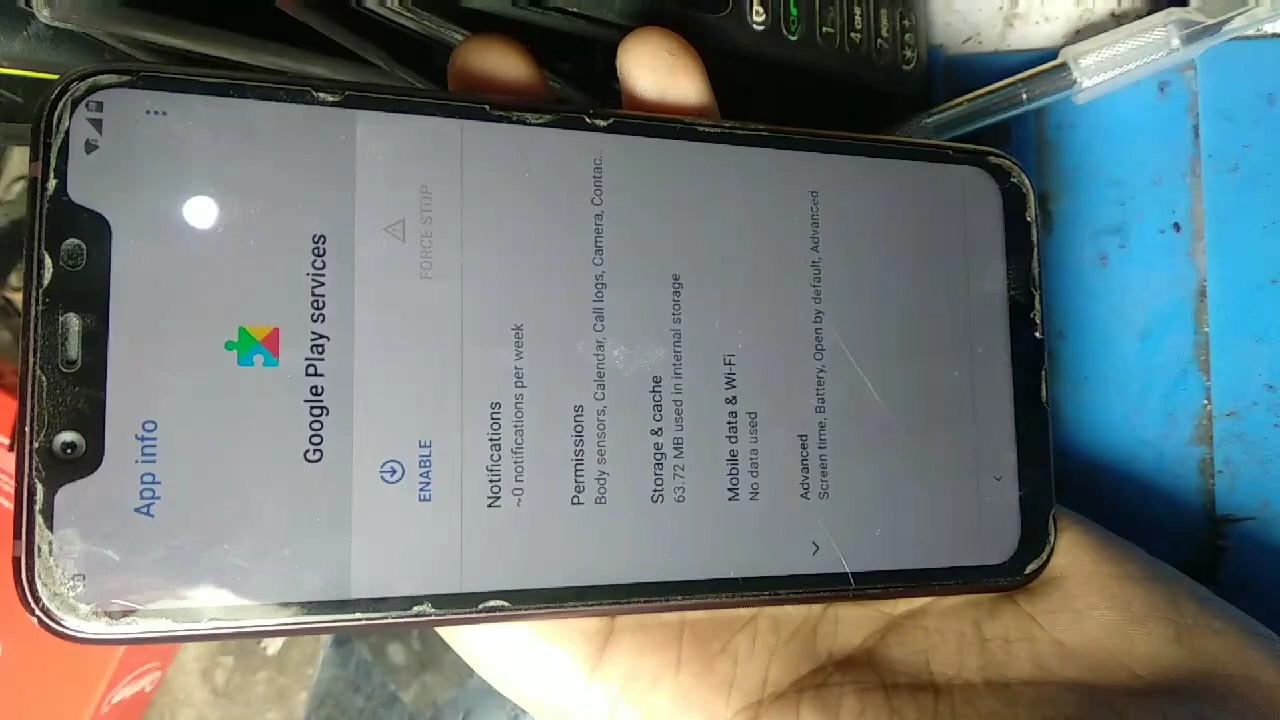 App info
Google Play services
ENABLE
FORCE STOP
Notifications
~0 notifications per week
Permissions
Body sensors, Calendar, Call logs, Camera, Contac...
Storage & cache
63.72 MB used in internal storage
Mobile data & Wi-Fi
No data used
Advanced
Screen time, Battery, Open by default, Advanced